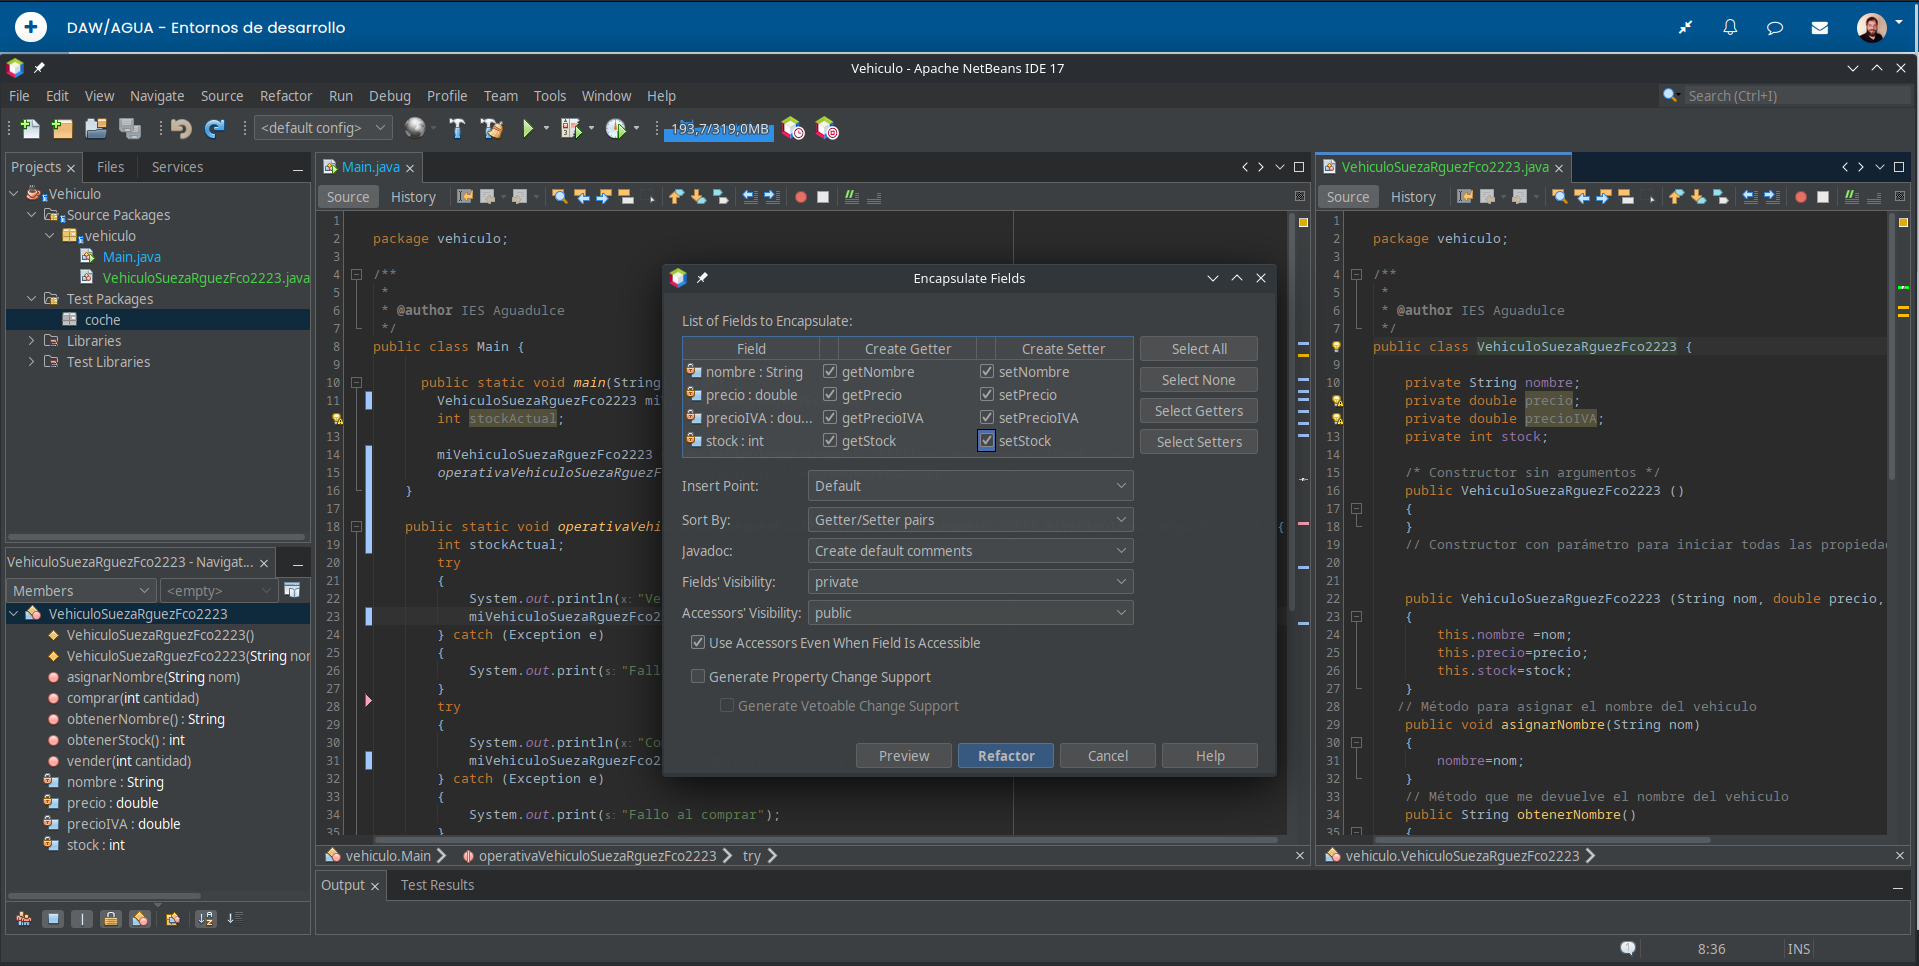 DAW/AGUA - Entornos de desarrollo
Vehiculo - Apache NetBeans IDE 17
File Edit View Navigate Source Refactor Run Debug Profile Team Tools Window Help
Search (Ctrl+I)
<default config>
193,7/319,0MB
Projects Files Services
Vehiculo
Source Packages
vehiculo
Main.java
VehiculoSuezaRguezFco2223.java
Test Packages
coche
Libraries
Test Libraries
VehiculoSuezaRguezFco2223 - Navigat...
Members <empty>
VehiculoSuezaRguezFco2223
VehiculoSuezaRguezFco2223()
VehiculoSuezaRguezFco2223(String nor
asignarNombre(String nom)
comprar(int cantidad)
obtenerNombre() : String
obtenerStock() : int
vender(int cantidad)
nombre : String
precio : double
precioIVA : double
stock : int
Main.java
Source History
1
2 package vehiculo;
3
4 /**
5 *
6 * @author IES Aguadulce
7 */
8 public class Main {
9
10 public static void main(String
11 VehiculoSuezaRguezFco2223 mi
int stockActual;
13
14 miVehiculoSuezaRguezFco2223
15 operativaVehiculoSuezaRguezF
16 }
17
18 public static void operativaVehi {
19 int stockActual;
20 try
21 {
22 System.out.println(x: "Ve
23 miVehiculoSuezaRguezFco2
24 } catch (Exception e)
25 {
26 System.out.print(s: "Fall
27 }
28 try
29 {
30 System.out.println(x: "Co
31 miVehiculoSuezaRguezFco2
32 } catch (Exception e)
33 {
34 System.out.print(s: "Fallo al comprar");
35 }
vehiculo.Main operativaVehiculoSuezaRguezFco2223 try
Encapsulate Fields
List of Fields to Encapsulate:
Field Create Getter Create Setter
nombre : String getNombre setNombre
precio : double getPrecio setPrecio
precioIVA : dou... getPrecioIVA setPrecioIVA
stock : int getStock setStock
Select All
Select None
Select Getters
Select Setters
Insert Point: Default
Sort By: Getter/Setter pairs
Javadoc: Create default comments
Fields' Visibility: private
Accessors' Visibility: public
Use Accessors Even When Field Is Accessible
Generate Property Change Support
Generate Vetoable Change Support
Preview Refactor Cancel Help
VehiculoSuezaRguezFco2223.java
Source History
1
2 package vehiculo;
3
4 /**
5 *
6 * @author IES Aguadulce
7 */
public class VehiculoSuezaRguezFco2223 {
9
10 private String nombre;
private double precio;
private double precioIVA;
13 private int stock;
14
15 /* Constructor sin argumentos */
16 public VehiculoSuezaRguezFco2223 ()
17 {
18 }
19 // Constructor con parámetro para iniciar todas las propieda
20
21
22 public VehiculoSuezaRguezFco2223 (String nom, double precio,
23 {
24 this.nombre =nom;
25 this.precio=precio;
26 this.stock=stock;
27 }
28 // Método para asignar el nombre del vehiculo
29 public void asignarNombre(String nom)
30 {
31 nombre=nom;
32 }
33 // Método que me devuelve el nombre del vehiculo
34 public String obtenerNombre()
35 {
vehiculo.VehiculoSuezaRguezFco2223
Output Test Results
8:36 INS